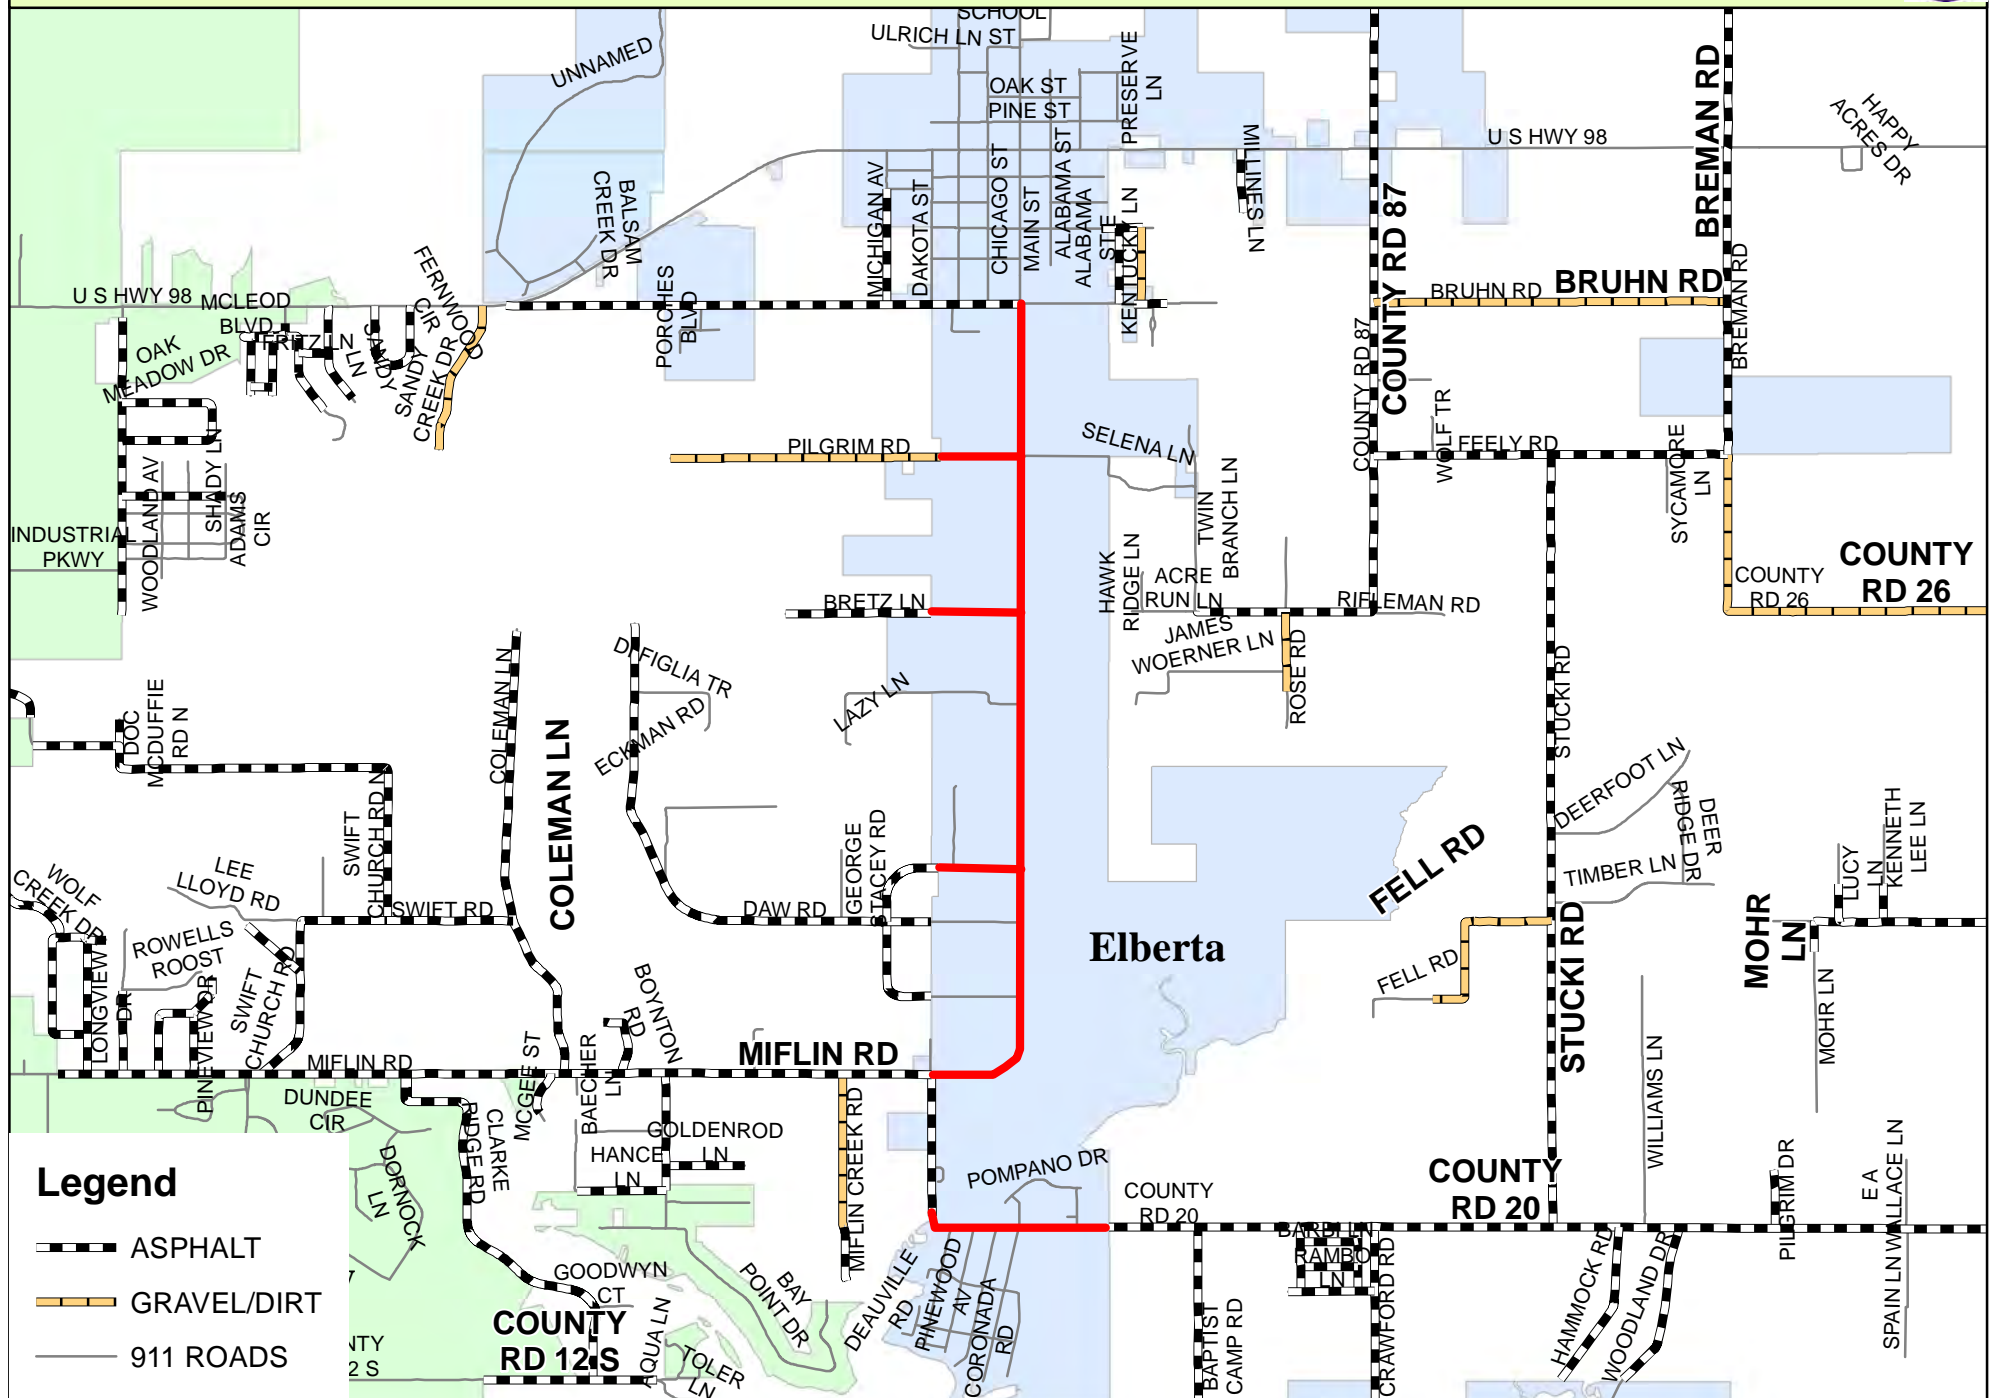 SCHOOL
ULRICH LN ST
UNNAMED
OAK ST
PINE ST
PRESERVE
LN
BREMAN RD
HAPPY
ACRES DR
U S HWY 98
MILLINES LN
BALSAM
CREEK DR
MICHIGAN AV
DAKOTA ST
CHICAGO ST
MAIN ST
ALABAMA ST
ALABAMA
ST E
KENTUCKY LN
COUNTY RD 87
COUNTY RD 87
BREMAN RD
BRUHN RD
BRUHN RD
U S HWY 98
MCLEOD
BLVD
FERNWOOD
CIR
PORCHES
BLVD
OAK
MEADOW DR
FRITZ LN
LN
SANDY
SANDY
CREEK DR
PILGRIM RD
SELENA LN
WOLF TR
FEELY RD
SYCAMORE
LN
WOODLAND AV
SHADY LN
ADAMS
CIR
INDUSTRIAL
PKWY
TWIN
BRANCH LN
HAWK
RIDGE LN
ACRE
RUN LN
COUNTY
RD 26
COUNTY
RD 26
BRETZ LN
RIFLEMAN RD
JAMES
WOERNER LN
ROSE RD
COLEMAN LN
DI FIGLIA TR
ECKMAN RD
LAZY LN
STUCKI RD
DOC
MCDUFFIE
RD N
COLEMAN LN
DEERFOOT LN
DEER
RIDGE DR
SWIFT
CHURCH RD N
GEORGE
STACEY RD
FELL RD
TIMBER LN
LUCY
LN
KENNETH
LEE LN
WOLF
CREEK DR
LEE
LLOYD RD
SWIFT RD
DAW RD
MOHR
LN
ROWELLS
ROOST
Elberta
FELL RD
STUCKI RD
MOHR LN
LONGVIEW
DR
PINEVIEW DR
SWIFT
CHURCH RD
BOYNTON
RD
MIFLIN RD
MIFLIN RD
MCGEE ST
BAECHER
LN
WILLIAMS LN
DUNDEE
CIR
CLARKE
RIDGE RD
GOLDENROD
LN
HANCE
LN
MIFLIN CREEK RD
POMPANO DR
COUNTY
RD 20
COUNTY
RD 20
PILGRIM DR
E A
WALLACE LN
SPAIN LN
DORNOCK
LN
BARBI LN
RAMBO
LN
HAMMOCK RD
WOODLAND DR
GOODWYN
CT
BAY
POINT DR
DEAUVILLE
RD
PINEWOOD
AV
CORONADA
RD
BAPTIST
CAMP RD
CRAWFORD RD
COUNTY
RD 12 S
AQUA LN
TOLER
LN
NTY
2 S
Legend
ASPHALT
GRAVEL/DIRT
911 ROADS